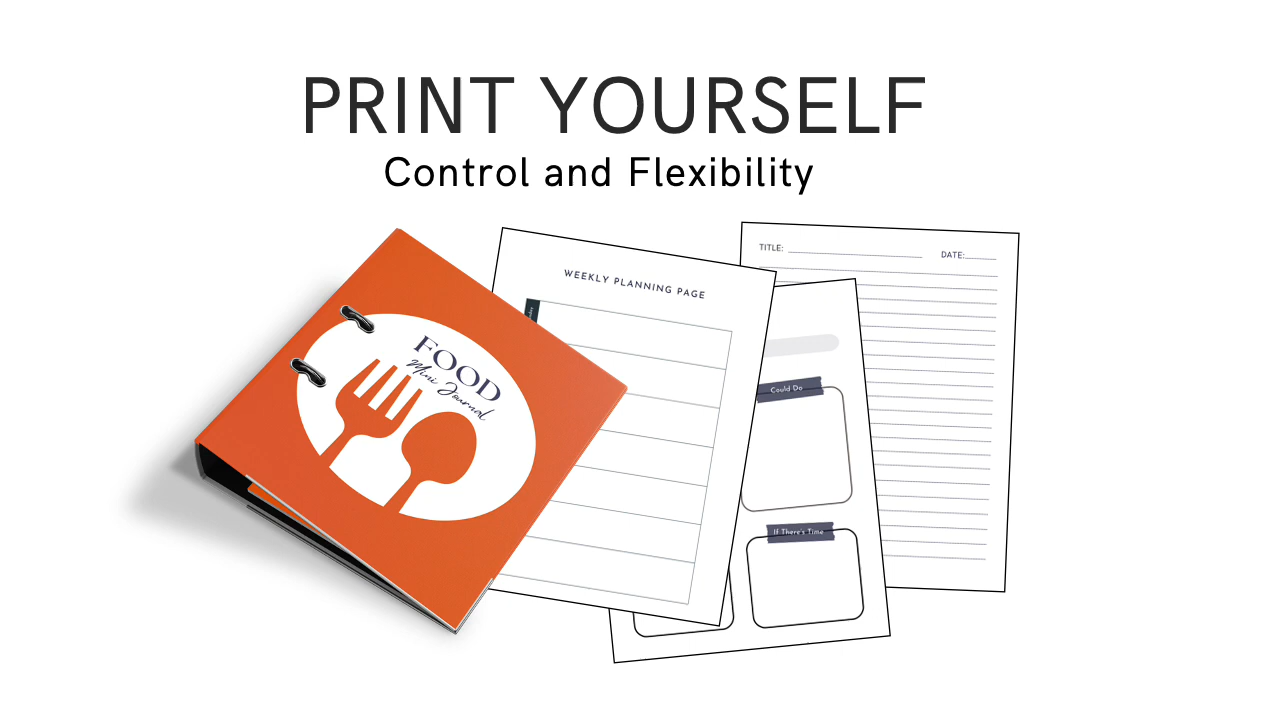 PRINT YOURSELF
Control and Flexibility
FOOD
Mini Journal
WEEKLY PLANNING PAGE
Could Do
If There's Time
TITLE:
DATE: